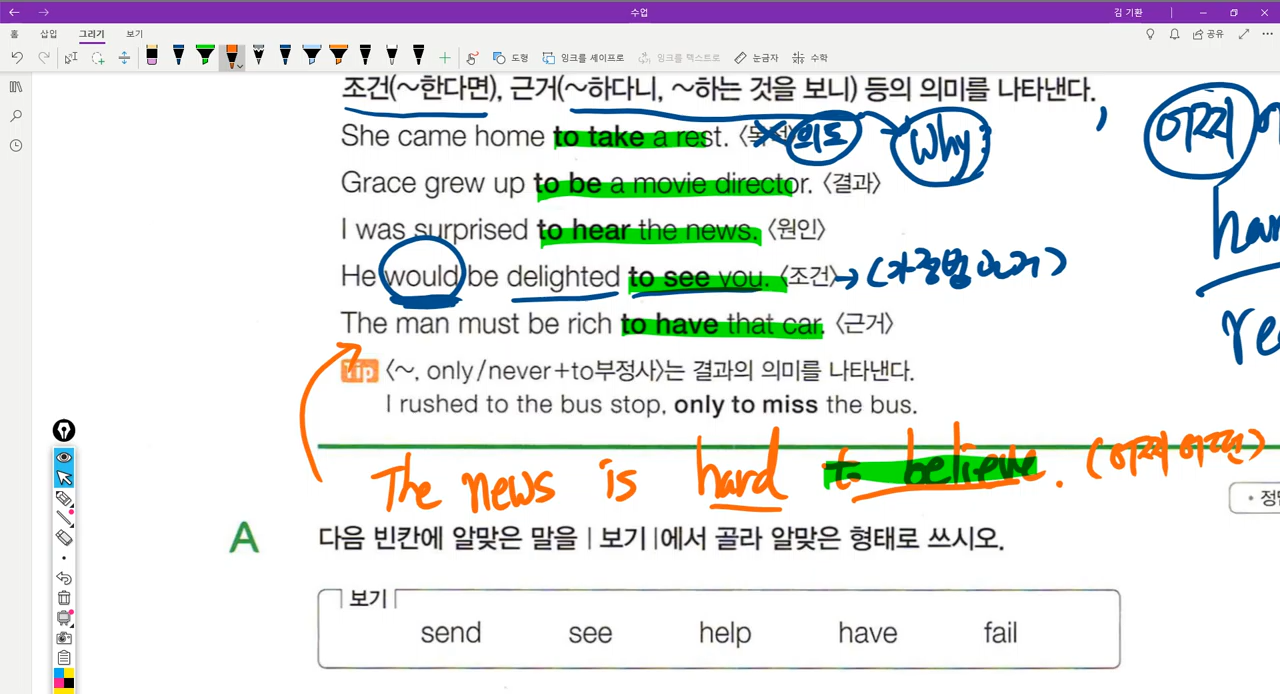 수업
김 기환
홈 삽입 그리기 보기
공유
도형 잉크를 셰이프로 잉크를 텍스트로 눈금자 수학
조건(~한다면), 근거(~하다니, ~하는 것을 보니) 등의 의미를 나타낸다.
She came home to take a rest. 의도 Why? 어찌
Grace grew up to be a movie director. 〈결과〉
I was surprised to hear the news. 〈원인〉
He would be delighted to see you. 〈조건〉 → (가정법
The man must be rich to have that car. 〈근거〉
Tip 〈~, only/never+to부정사〉는 결과의 의미를 나타낸다.
I rushed to the bus stop, only to miss the bus.
The news is hard to believe. (어찌 어찌
정
A 다음 빈칸에 알맞은 말을 |보기|에서 골라 알맞은 형태로 쓰시오.
보기
send see help have fail